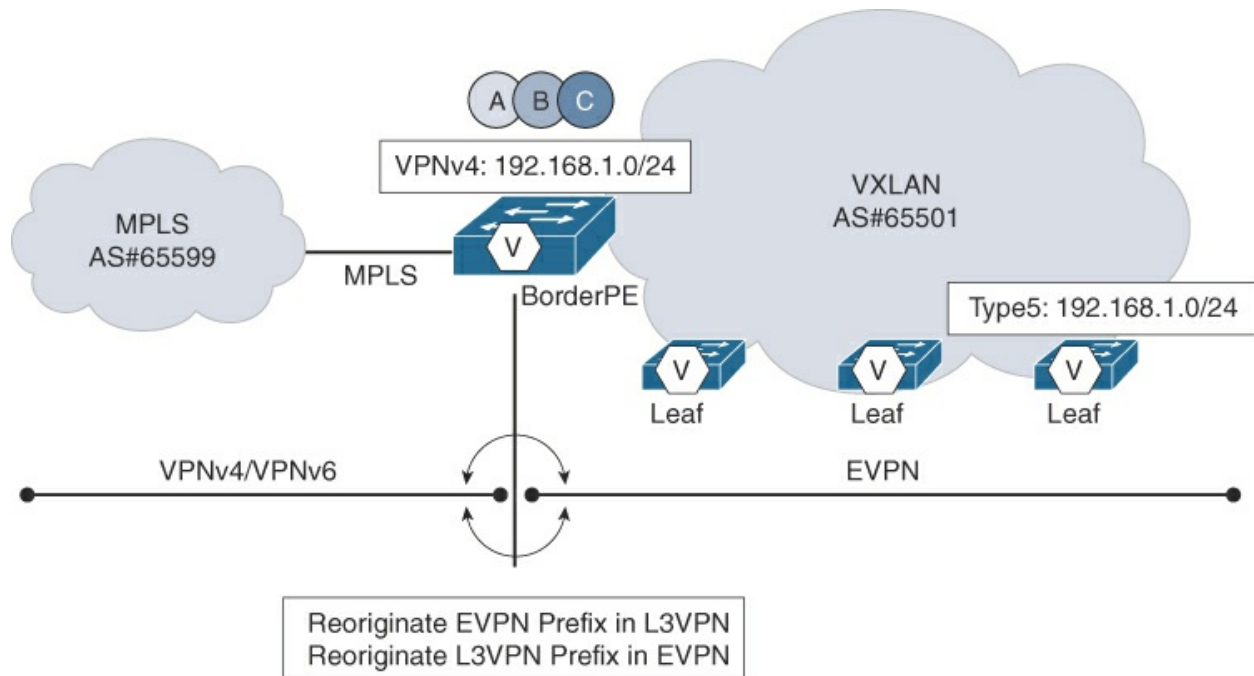 A B C
VPNv4: 192.168.1.0/24
VXLAN
AS#65501
MPLS
AS#65599
V
MPLS
BorderPE
Type5: 192.168.1.0/24
V
V
V
Leaf
Leaf
Leaf
VPNv4/VPNv6
EVPN
Reoriginate EVPN Prefix in L3VPN
Reoriginate L3VPN Prefix in EVPN